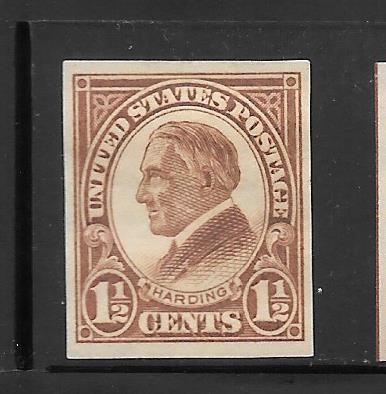 UNITED STATES POSTAGE
HARDING
1½ CENTS 1½